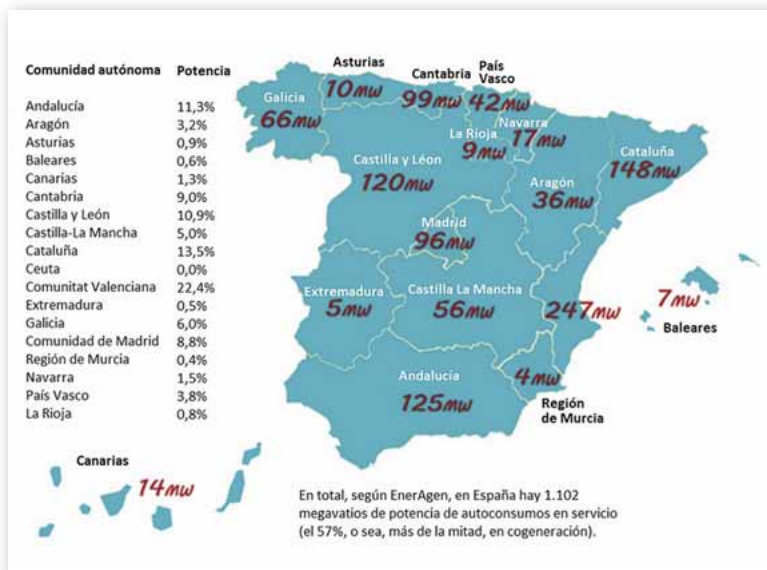 Comunidad autónoma Potencia
Andalucía 11,3%
Aragón 3,2%
Asturias 0,9%
Baleares 0,6%
Canarias 1,3%
Cantabria 9,0%
Castilla y León 10,9%
Castilla-La Mancha 5,0%
Cataluña 13,5%
Ceuta 0,0%
Comunitat Valenciana 22,4%
Extremadura 0,5%
Galicia 6,0%
Comunidad de Madrid 8,8%
Región de Murcia 0,4%
Navarra 1,5%
País Vasco 3,8%
La Rioja 0,8%
Asturias
10MW
Cantabria
99MW
País
Vasco
42MW
Galicia
66MW
La Rioja
9MW
Navarra
17MW
Cataluña
148MW
Castilla y Léon
120MW
Aragón
36MW
Madrid
96MW
Extremadura
5MW
Castilla La Mancha
56MW
247MW
7MW
Baleares
Andalucía
125MW
4MW
Región
de Murcia
Canarias
14MW
En total, según EnerAgen, en España hay 1.102
megavatios de potencia de autoconsumos en servicio
(el 57%, o sea, más de la mitad, en cogeneración).